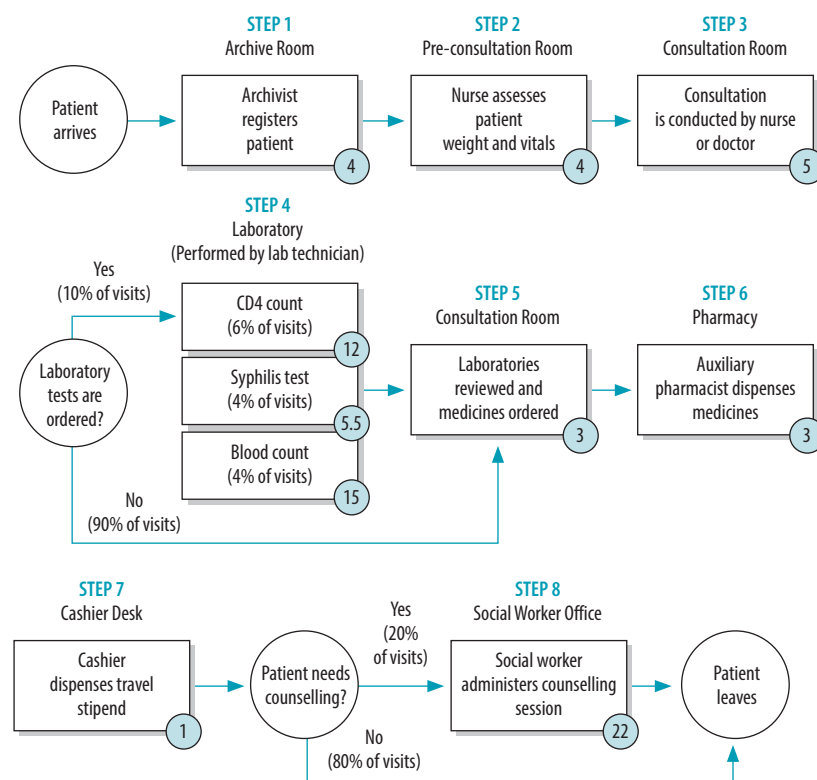 STEP 1
Archive Room
STEP 2
Pre-consultation Room
STEP 3
Consultation Room
Patient
arrives
Archivist
registers
patient
4
Nurse assesses
patient
weight and vitals
4
Consultation
is conducted by nurse
or doctor
5
STEP 4
Laboratory
(Performed by lab technician)
Yes
(10% of visits)
Laboratory
tests are
ordered?
No
(90% of visits)
CD4 count
(6% of visits)
12
Syphilis test
(4% of visits)
5.5
Blood count
(4% of visits)
15
STEP 5
Consultation Room
Laboratories
reviewed and
medicines ordered
3
STEP 6
Pharmacy
Auxiliary
pharmacist dispenses
medicines
3
STEP 7
Cashier Desk
Cashier
dispenses travel
stipend
1
Patient needs
counselling?
Yes
(20%
of visits)
No
(80% of visits)
STEP 8
Social Worker Office
Social worker
administers counselling
session
22
Patient
leaves